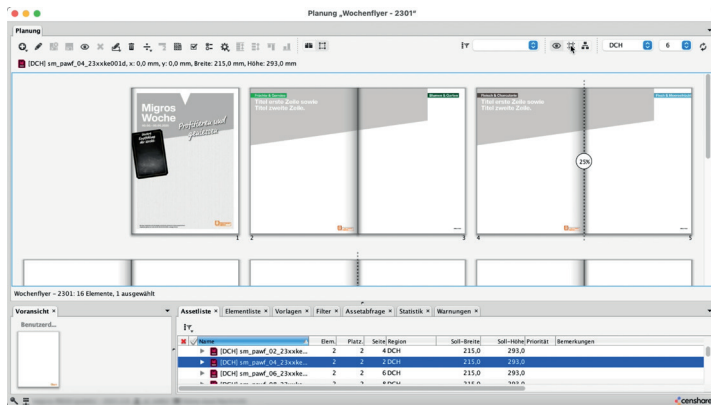 Planung „Wochenflyer - 2301"
Planung
DCH
6
[DCH] sm_pawf_04_23xxke001d, x: 0,0 mm, y: 0,0 mm, Breite: 215,0 mm, Höhe: 293,0 mm
Migros
Woche
Profitieren und
geniessen
Titel erste Zeile sowie
Titel zweite Zeile.
Titel erste Zeile sowie
Titel zweite Zeile.
25%
1
2
3
4
5
Wochenflyer - 2301: 16 Elemente, 1 ausgewählt
Voransicht
Assetliste
Elementliste
Vorlagen
Filter
Assetabfrage
Statistik
Warnungen
Benutzerd...
Name
Elem.
Platz.
Seite
Region
Soll-Breite
Soll-Höhe
Priorität
Bemerkungen
[DCH] sm_pawf_02_23xxke... 2 2 4 DCH 215,0 293,0
[DCH] sm_pawf_04_23xxke... 2 2 2 DCH 215,0 293,0
[DCH] sm_pawf_06_23xxke... 2 2 6 DCH 215,0 293,0
censhare